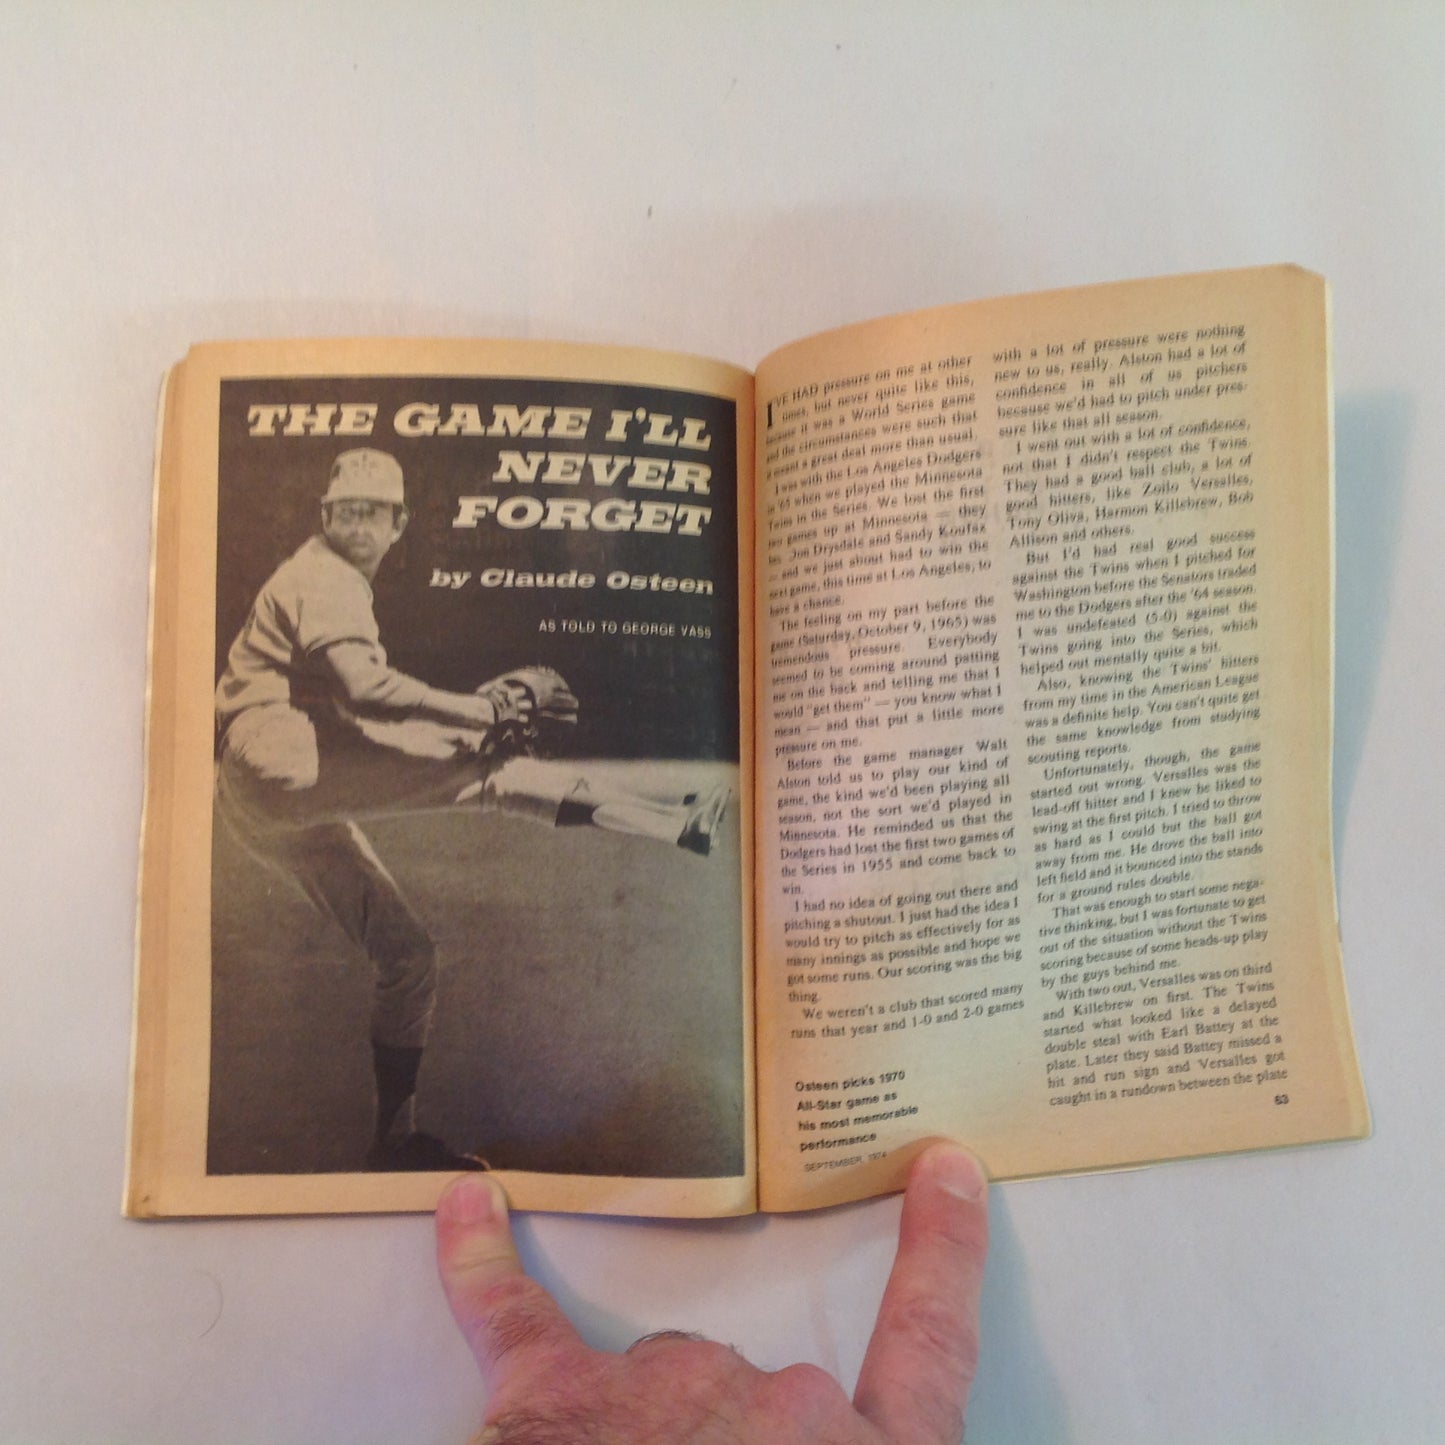 THE GAME I'LL
NEVER
FORGET
by Claude Osteen
AS TOLD TO GEORGE VASS
I'VE HAD pressure on me at other
times, but never quite like this,
because it was a World Series game
and the circumstances were such that
it meant a great deal more than usual.
I was with the Los Angeles Dodgers
in '65 when we played the Minnesota
Twins in the Series. We lost the first
two games up at Minnesota — they
Don Drysdale and Sandy Koufax
— and we just about had to win the
next game, this time at Los Angeles, to
have a chance.
The feeling on my part before the
game (Saturday, October 9, 1965) was
tremendous pressure. Everybody
seemed to be coming around patting
me on the back and telling me that I
would "get them" — you know what I
mean — and that put a little more
pressure on me.
Before the game manager Walt
Alston told us to play our kind of
game, the kind we'd been playing all
season, not the sort we'd played in
Minnesota. He reminded us that the
Dodgers had lost the first two games of
the Series in 1955 and come back to
win.
I had no idea of going out there and
pitching a shutout. I just had the idea I
would try to pitch as effectively for as
many innings as possible and hope we
got some runs. Our scoring was the big
thing.
We weren't a club that scored many
runs that year and 1-0 and 2-0 games
Osteen picks 1970
All-Star game as
his most memorable
performance
SEPTEMBER, 1974
with a lot of pressure were nothing
new to us, really. Alston had a lot of
confidence in all of us pitchers
because we'd had to pitch under pres-
sure like that all season.
I went out with a lot of confidence,
not that I didn't respect the Twins.
They had a good ball club, a lot of
good hitters, like Zoilo Versalles,
Tony Oliva, Harmon Killebrew, Bob
Allison and others.
But I'd had real good success
against the Twins when I pitched for
Washington before the Senators traded
me to the Dodgers after the '64 season.
I was undefeated (5-0) against the
Twins going into the Series, which
helped out mentally quite a bit.
Also, knowing the Twins' hitters
from my time in the American League
was a definite help. You can't quite get
the same knowledge from studying
scouting reports.
Unfortunately, though, the game
started out wrong. Versalles was the
lead-off hitter and I knew he liked to
swing at the first pitch. I tried to throw
as hard as I could but the ball got
away from me. He drove the ball into
left field and it bounced into the stands
for a ground rules double.
That was enough to start some nega-
tive thinking, but I was fortunate to get
out of the situation without the Twins
scoring because of some heads-up play
by the guys behind me.
With two out, Versalles was on third
and Killebrew on first. The Twins
started what looked like a delayed
double steal with Earl Battey at the
plate. Later they said Battey missed a
hit and run sign and Versalles got
caught in a rundown between the plate
63